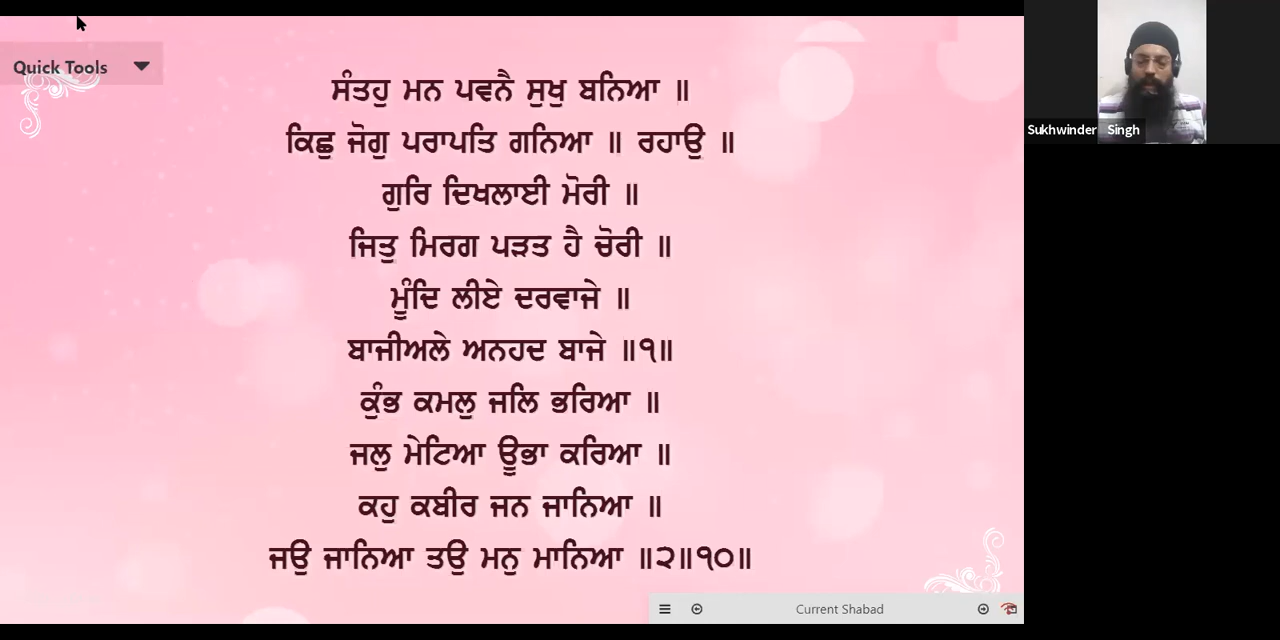 Quick Tools
ਸੰਤਹੁ ਮਨ ਪਵਨੈ ਸੁਖੁ ਬਨਿਆ ॥
ਕਿਛੁ ਜੋਗੁ ਪਰਾਪਤਿ ਗਨਿਆ ॥ ਰਹਾਉ ॥
ਗੁਰਿ ਦਿਖਲਾਈ ਮੋਰੀ ॥
ਜਿਤੁ ਮਿਰਗ ਪੜਤ ਹੈ ਚੋਰੀ ॥
ਮੂੰਦਿ ਲੀਏ ਦਰਵਾਜੇ ॥
ਬਾਜੀਅਲੇ ਅਨਹਦ ਬਾਜੇ ॥੧॥
ਕੁੰਭ ਕਮਲੁ ਜਲਿ ਭਰਿਆ ॥
ਜਲੁ ਮੇਟਿਆ ਊਭਾ ਕਰਿਆ ॥
ਕਹੁ ਕਬੀਰ ਜਨ ਜਾਨਿਆ ॥
ਜਉ ਜਾਨਿਆ ਤਉ ਮਨੁ ਮਾਨਿਆ ॥੨॥੧੦॥
Current Shabad
Sukhwinder Singh